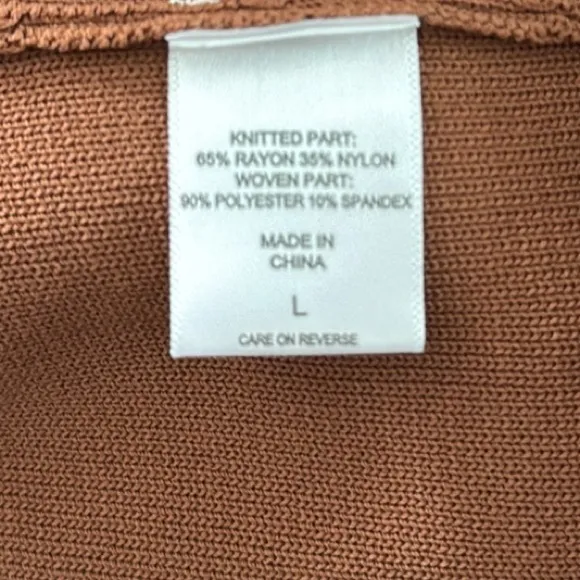 KNITTED PART:
65% RAYON 35% NYLON
WOVEN PART:
90% POLYESTER 10% SPANDEX
MADE IN
CHINA
L
CARE ON REVERSE